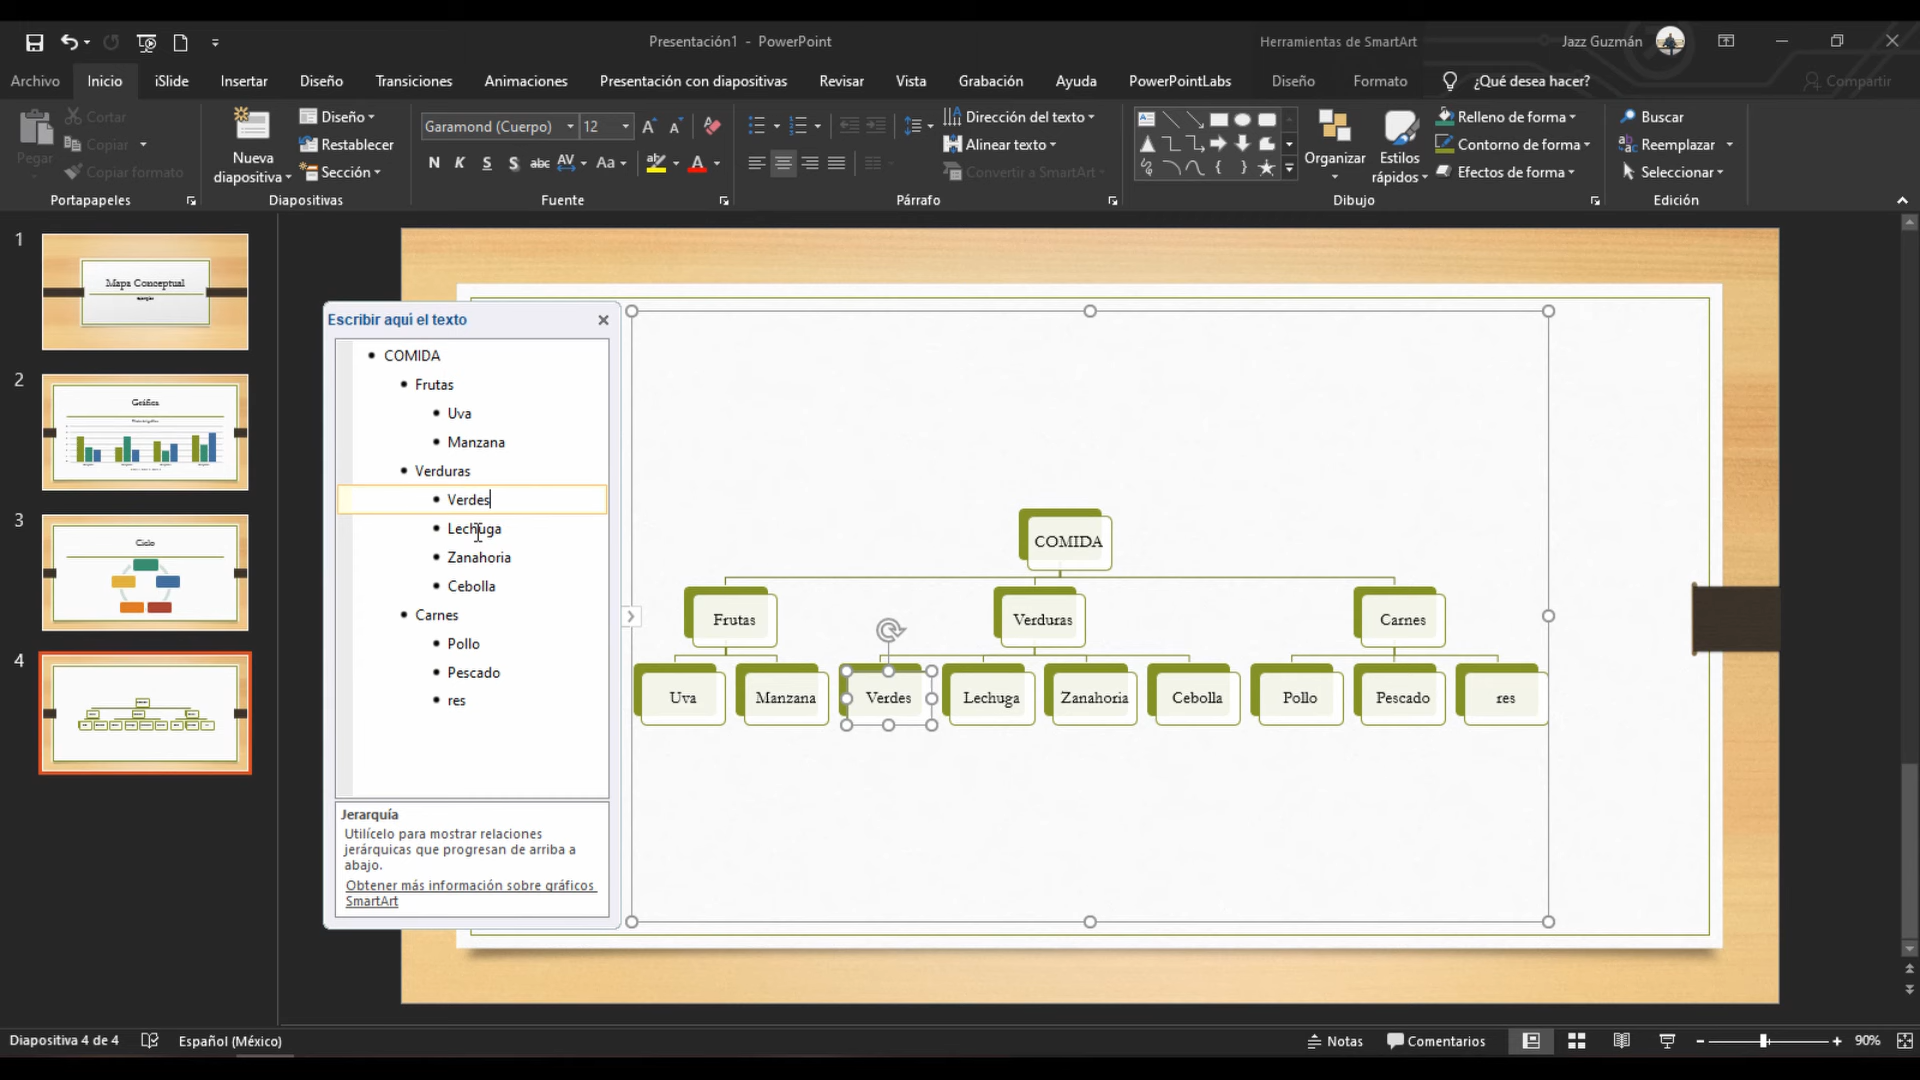 Presentación1 - PowerPoint
Herramientas de SmartArt
Jazz Guzmán
Archivo
Inicio
iSlide
Insertar
Diseño
Transiciones
Animaciones
Presentación con diapositivas
Revisar
Vista
Grabación
Ayuda
PowerPointLabs
Diseño
Formato
¿Qué desea hacer?
Compartir
Pegar
Cortar
Copiar
Copiar formato
Portapapeles
Nueva
diapositiva
Diseño
Restablecer
Sección
Diapositivas
Garamond (Cuerpo)
12
N K S S abc AV Aa
A
Fuente
Dirección del texto
Alinear texto
Convertir a SmartArt
Párrafo
Organizar
Estilos
rápidos
Relleno de forma
Contorno de forma
Efectos de forma
Dibujo
Buscar
Reemplazar
Seleccionar
Edición
1
Mapa Conceptual
2
Gráfica
3
Ciclo
4
Escribir aquí el texto
COMIDA
Frutas
Uva
Manzana
Verduras
Verdes
Lechuga
Zanahoria
Cebolla
Carnes
Pollo
Pescado
res
Jerarquía
Utilícelo para mostrar relaciones
jerárquicas que progresan de arriba a
abajo.
Obtener más información sobre gráficos
SmartArt
COMIDA
Frutas
Verduras
Carnes
Uva
Manzana
Verdes
Lechuga
Zanahoria
Cebolla
Pollo
Pescado
res
Diapositiva 4 de 4
Español (México)
Notas
Comentarios
90%